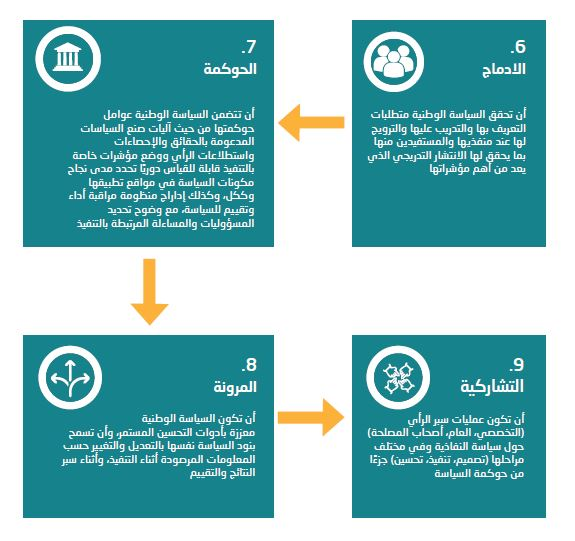 .6
الادماج
أن تحقق السياسة الوطنية متطلبات
التعريف بها والتدريب عليها والترويج
لها عند منفذيها والمستفيدين منها
بما يحقق لها الانتشار التدريجي الذي
يعد من أهم مؤشراتها
.7
الحوكمة
أن تتضمن السياسة الوطنية عوامل
حوكمتها من حيث آليات صنع السياسات
المدعومة بالحقائق والإحصاءات
واستطلاعات الرأي ووضع مؤشرات خاصة
بالتنفيذ قابلة للقياس دوريًا تحدد مدى نجاح
مكونات السياسة في مواقع تطبيقها
وككل، وكذلك إدراج منظومة مراقبة أداء
وتقييم للسياسة، مع وضوح تحديد
المسؤوليات والمساءلة المرتبطة بالتنفيذ
.8
المرونة
أن تكون السياسة الوطنية
معززة بأدوات التحسين المستمر، وأن تسمح
بنود السياسة نفسها بالتعديل والتغيير حسب
المعلومات المرصودة أثناء التنفيذ، وأثناء سبر
النتائج والتقييم
.9
التشاركية
أن تكون عمليات سبر الرأي
(التخصصي، العام، أصحاب المصلحة)
حول سياسة النفاذية وفي مختلف
مراحلها (تصميم، تنفيذ، تحسين) جزءًا
من حوكمة السياسة